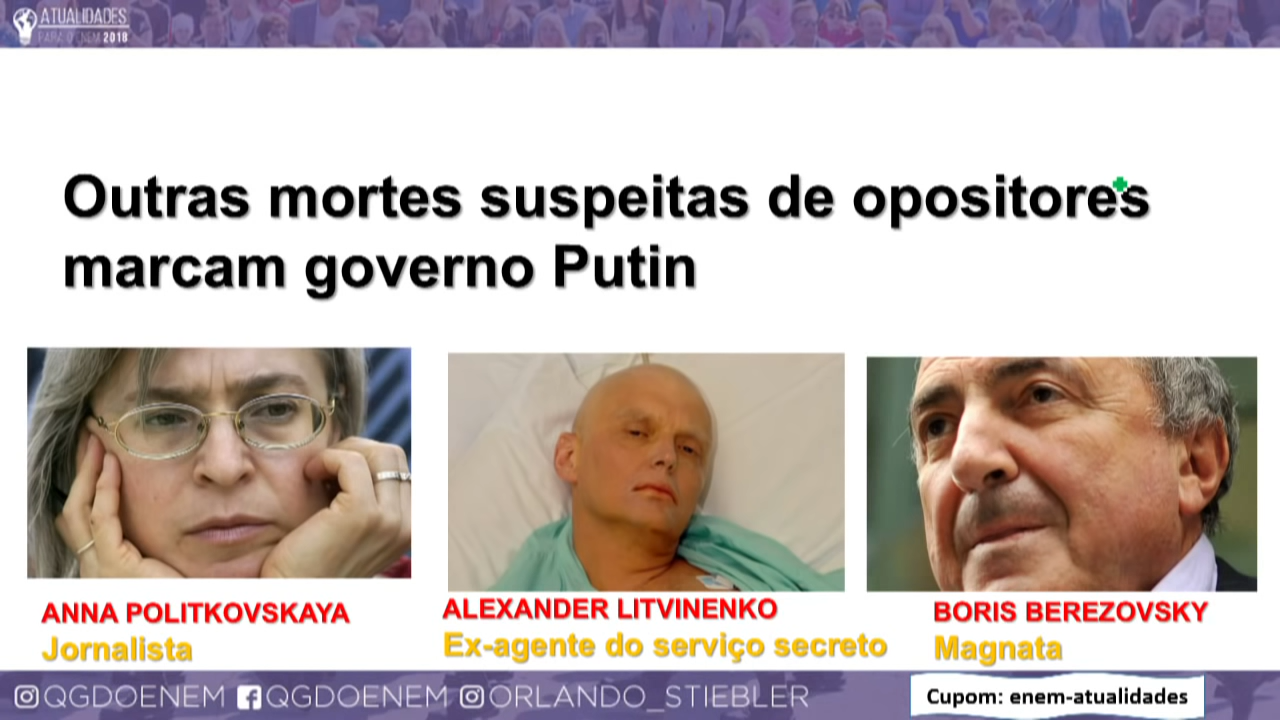 ATUALIDADES
PARA O ENEM 2018
Outras mortes suspeitas de opositores
marcam governo Putin
ANNA POLITKOVSKAYA
Jornalista
ALEXANDER LITVINENKO
Ex-agente do serviço secreto
BORIS BEREZOVSKY
Magnata
QGDOENEM QGDOENEM ORLANDO_STIEBLER
Cupom: enem-atualidades